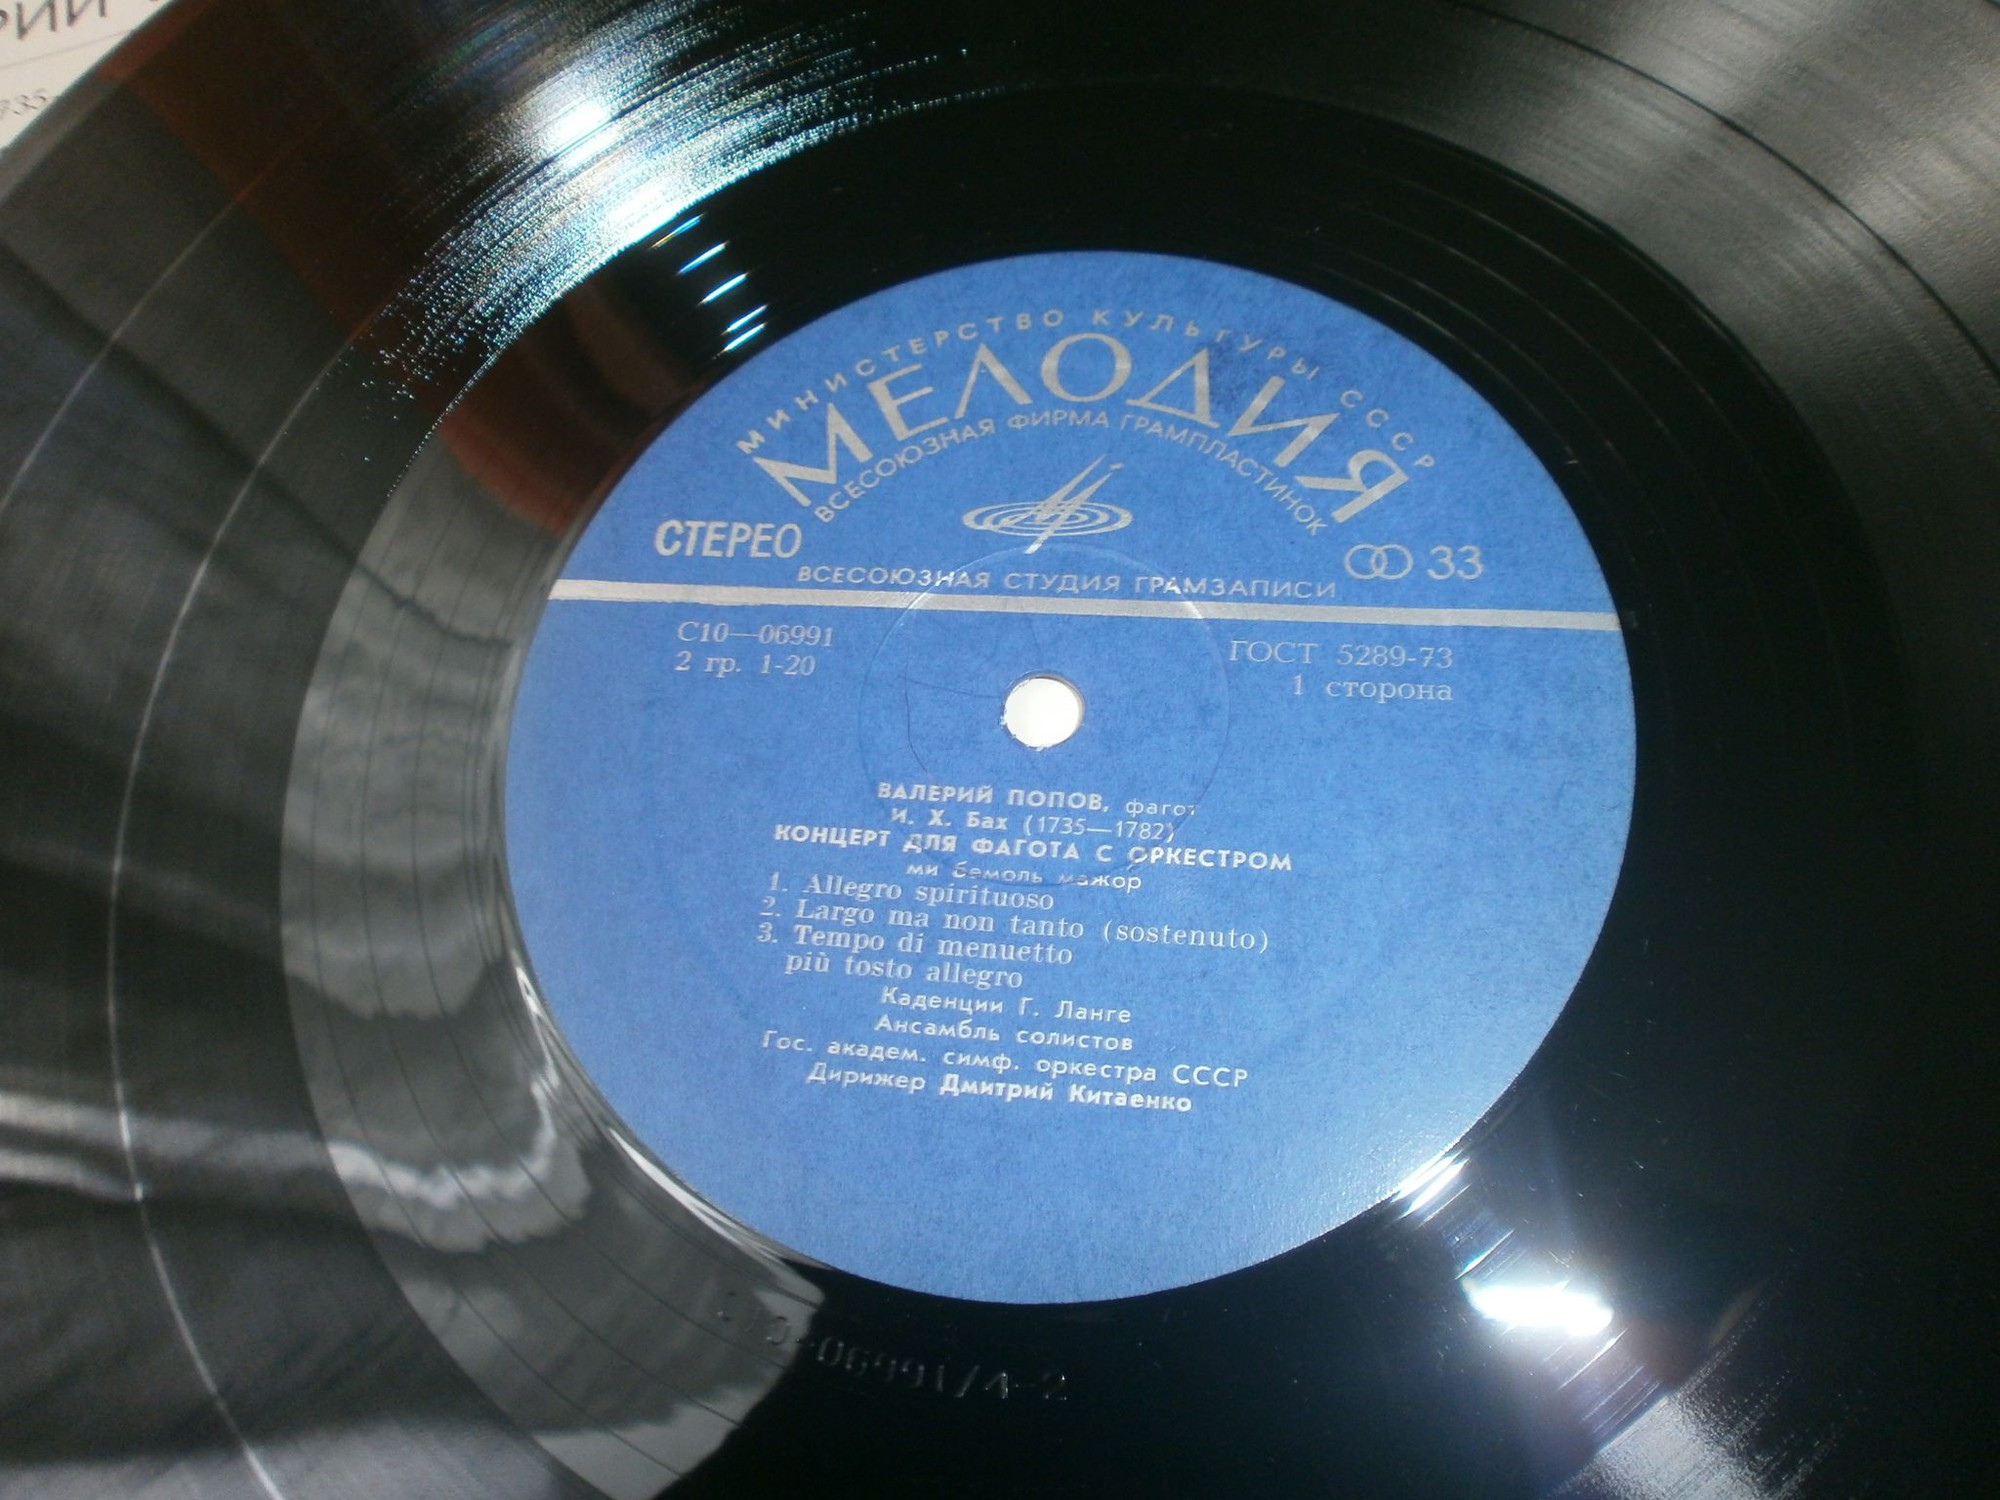 МИНИСТЕРСТВО КУЛЬТУРЫ СССР
МЕЛОДИЯ
ВСЕСОЮЗНАЯ ФИРМА ГРАМПЛАСТИНОК
СТЕРЕО
33
ВСЕСОЮЗНАЯ СТУДИЯ ГРАМЗАПИСИ
С10—06991
2 гр. 1-20
ГОСТ 5289-73
1 сторона
ВАЛЕРИЙ ПОПОВ, фагот
И. Х. Бах (1735—1782)
КОНЦЕРТ ДЛЯ ФАГОТА С ОРКЕСТРОМ
ми бемоль мажор
1. Allegro spirituoso
2. Largo ma non tanto (sostenuto)
3. Tempo di menuetto
più tosto allegro
Каденции Г. Ланге
Ансамбль солистов
Гос. академ. симф. оркестра СССР
Дирижер Дмитрий Китаенко